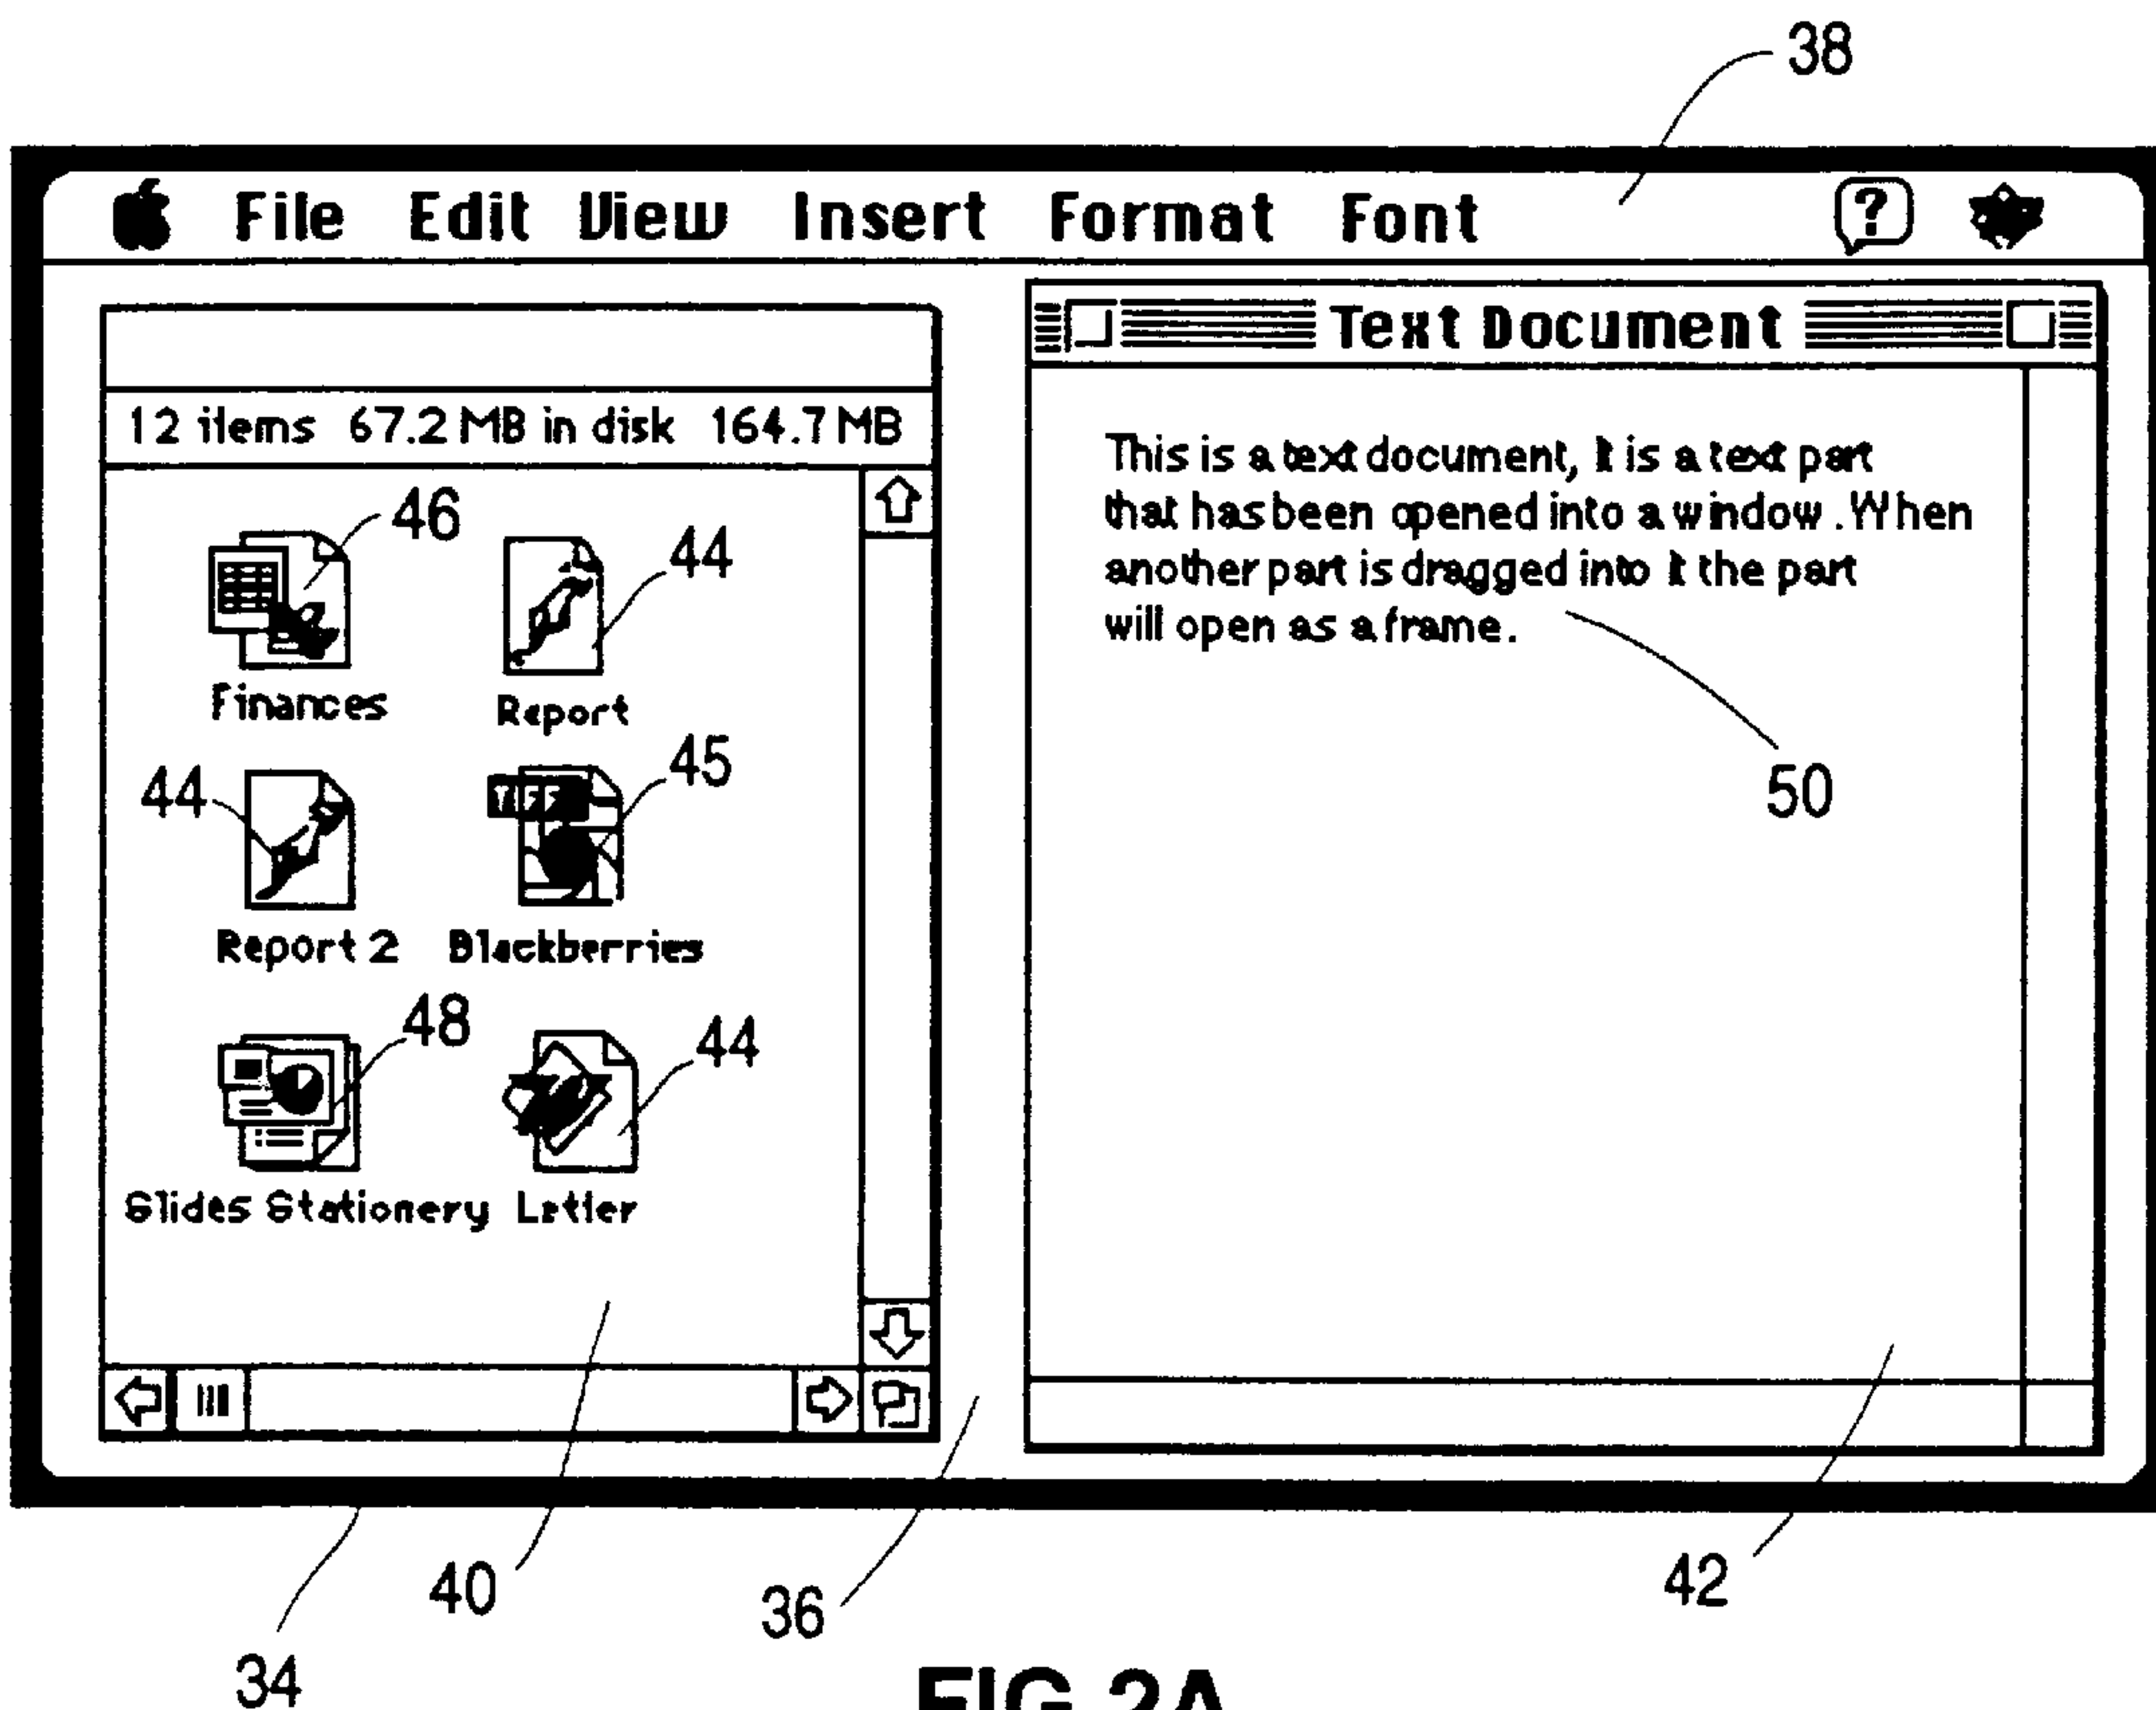 38
File Edit View Insert Format Font ?
Text Document
12 items 67.2 MB in disk 164.7 MB
This is a text document, it is a text part
that has been opened into a window. When
another part is dragged into it the part
will open as a frame.
50
46
44
Finances Report
44
TIFF
45
Report 2 Blackberries
48
44
Slides Stationery Letter
40
36
42
34
FIG.2A